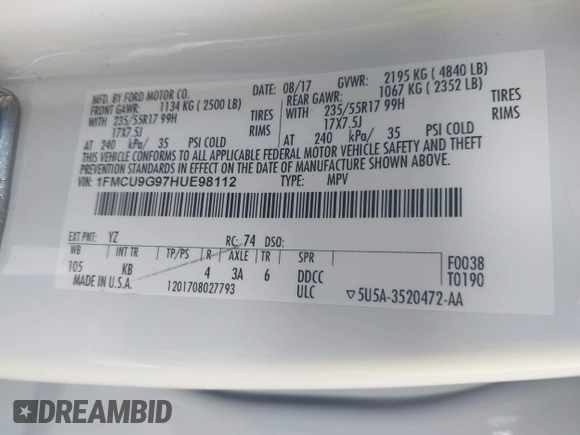 MFD. BY FORD MOTOR CO.
DATE: 08/17 GVWR: 2195 KG ( 4840 LB)
FRONT GAWR: 1134 KG ( 2500 LB)
REAR GAWR: 1067 KG ( 2352 LB)
WITH 235/55R17 99H TIRES
WITH 235/55R17 99H TIRES
17X7.5J RIMS
17X7.5J RIMS
AT 240 kPa/ 35 PSI COLD
AT 240 kPa/ 35 PSI COLD
THIS VEHICLE CONFORMS TO ALL APPLICABLE FEDERAL MOTOR VEHICLE SAFETY AND THEFT
PREVENTION STANDARDS IN EFFECT ON THE DATE OF MANUFACTURE SHOWN ABOVE.
VIN: 1FMCU9G97HUE98112 TYPE: MPV
EXT PNT: YZ RC: 74 DSO:
WB INT TR TP/PS R AXLE TR SPR F0038
105 KB 4 3A 6 DDCC T0190
MADE IN U.S.A. 1201708027793 ULC ▽5U5A-3520472-AA
DREAMBID